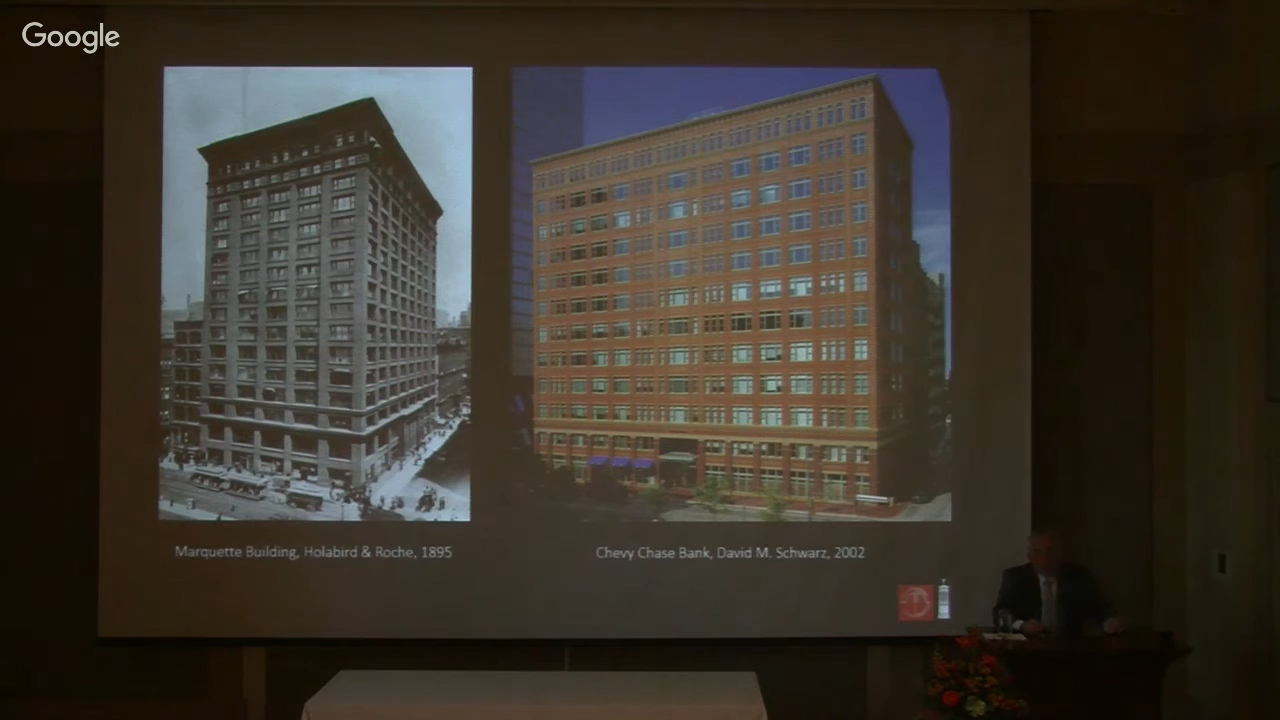 Google
Marquette Building, Holabird & Roche, 1895
Chevy Chase Bank, David M. Schwarz, 2002